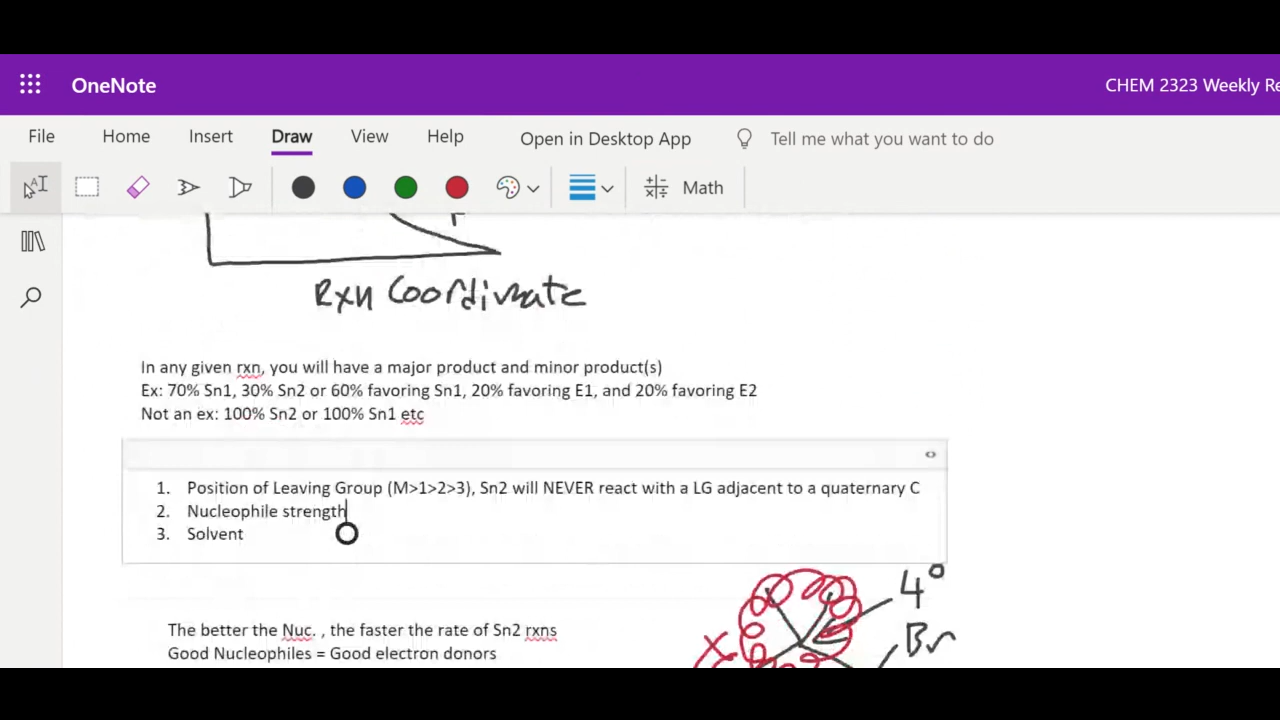 OneNote
CHEM 2323 Weekly Re
File Home Insert Draw View Help Open in Desktop App Tell me what you want to do
Math
Rxn Coordinate
In any given rxn, you will have a major product and minor product(s)
Ex: 70% Sn1, 30% Sn2 or 60% favoring Sn1, 20% favoring E1, and 20% favoring E2
Not an ex: 100% Sn2 or 100% Sn1 etc
1. Position of Leaving Group (M>1>2>3), Sn2 will NEVER react with a LG adjacent to a quaternary C
2. Nucleophile strength
3. Solvent
4°
Br
X
The better the Nuc. , the faster the rate of Sn2 rxns
Good Nucleophiles = Good electron donors